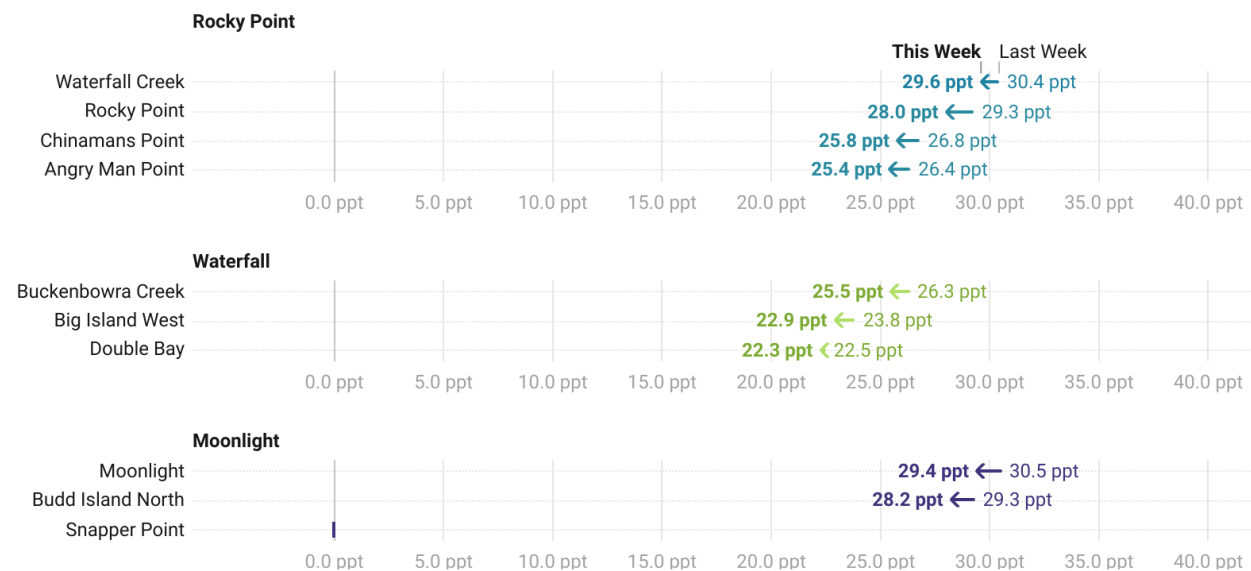 Rocky Point
This Week Last Week
Waterfall Creek 29.6 ppt 30.4 ppt
Rocky Point 28.0 ppt 29.3 ppt
Chinamans Point 25.8 ppt 26.8 ppt
Angry Man Point 25.4 ppt 26.4 ppt
0.0 ppt 5.0 ppt 10.0 ppt 15.0 ppt 20.0 ppt 25.0 ppt 30.0 ppt 35.0 ppt 40.0 ppt
Waterfall
Buckenbowra Creek 25.5 ppt 26.3 ppt
Big Island West 22.9 ppt 23.8 ppt
Double Bay 22.3 ppt 22.5 ppt
0.0 ppt 5.0 ppt 10.0 ppt 15.0 ppt 20.0 ppt 25.0 ppt 30.0 ppt 35.0 ppt 40.0 ppt
Moonlight
Moonlight 29.4 ppt 30.5 ppt
Budd Island North 28.2 ppt 29.3 ppt
Snapper Point
0.0 ppt 5.0 ppt 10.0 ppt 15.0 ppt 20.0 ppt 25.0 ppt 30.0 ppt 35.0 ppt 40.0 ppt